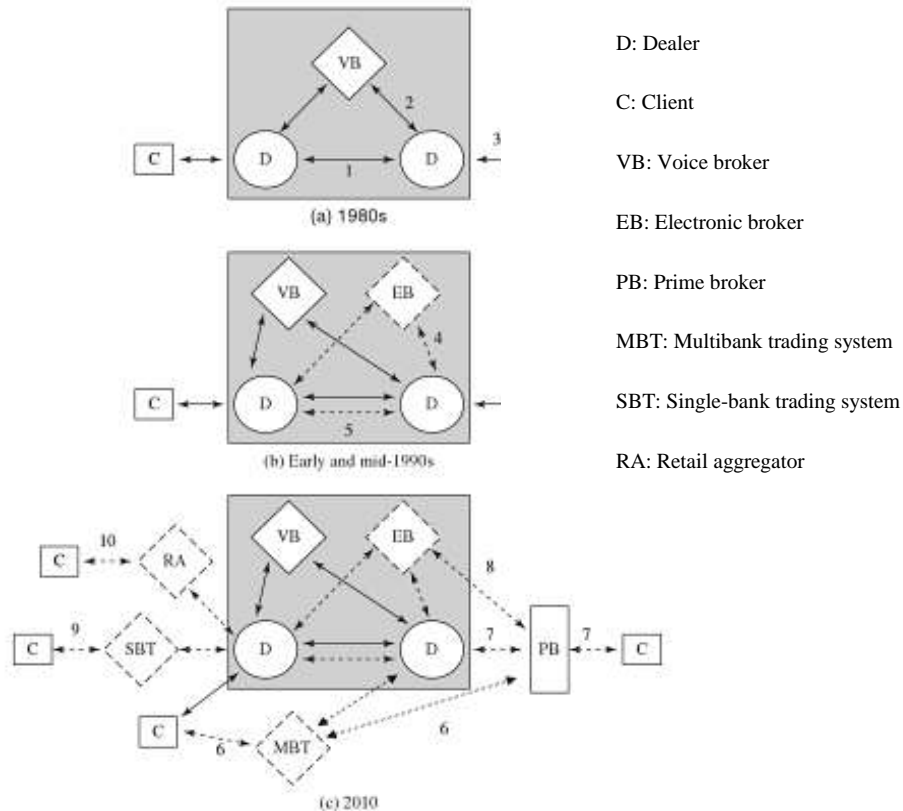 VB
2
3
C
D
D
1
(a) 1980s
VB
EB
4
C
D
D
5
(b) Early and mid-1990s
VB
EB
10
C
RA
8
9
7
7
C
SBT
D
D
PB
C
C
6
6
MBT
(c) 2010
D: Dealer
C: Client
VB: Voice broker
EB: Electronic broker
PB: Prime broker
MBT: Multibank trading system
SBT: Single-bank trading system
RA: Retail aggregator